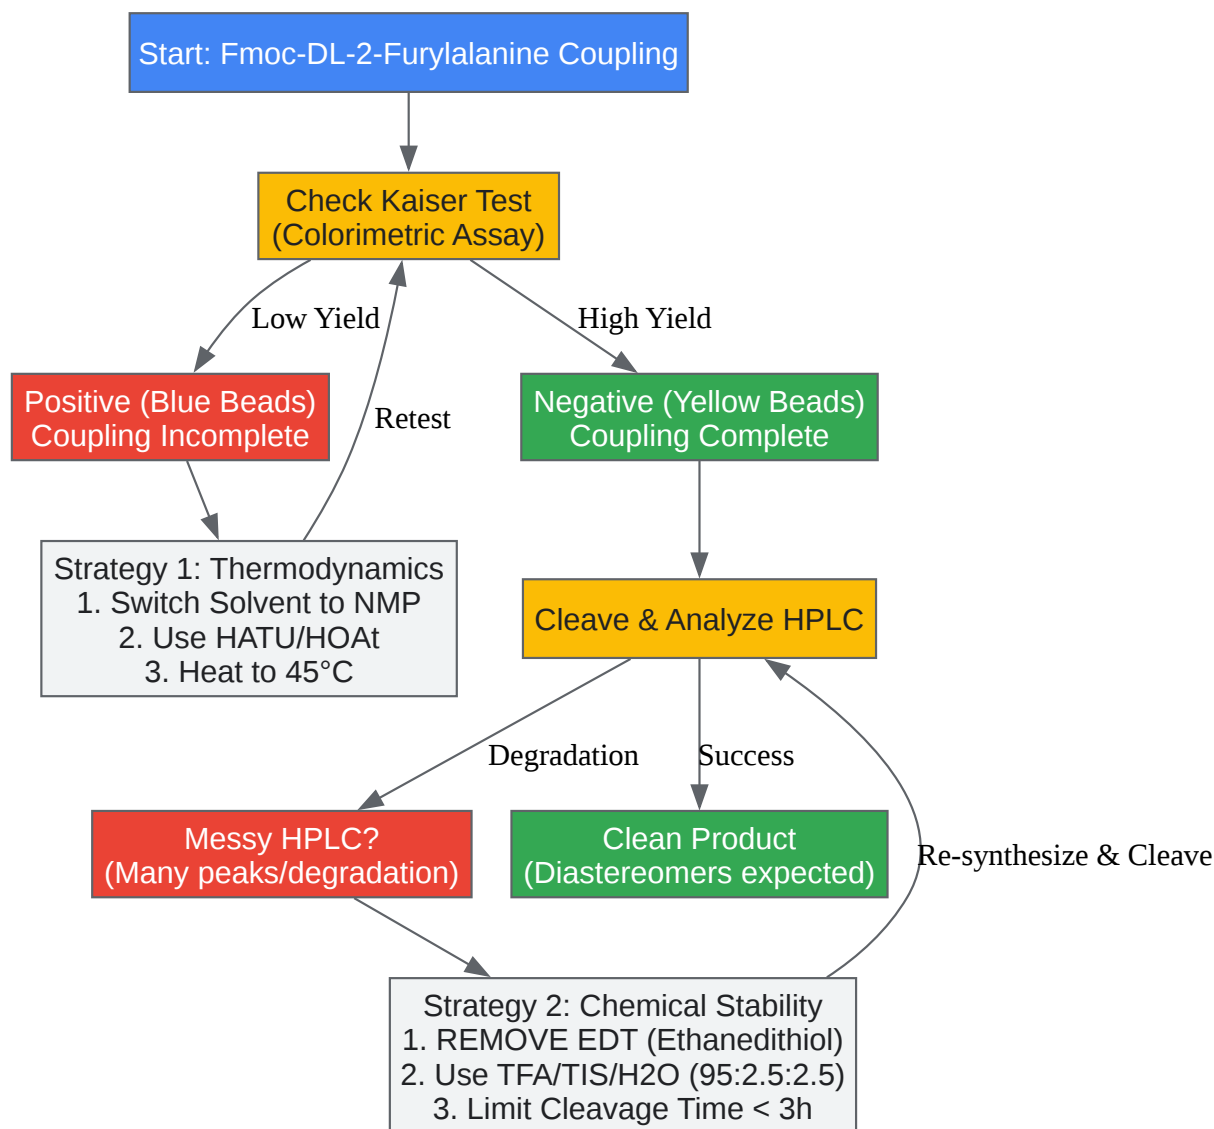 Start: Fmoc-DL-2-Furylalanine Coupling
Check Kaiser Test
(Colorimetric Assay)
Low Yield
High Yield
Positive (Blue Beads)
Coupling Incomplete
Retest
Negative (Yellow Beads)
Coupling Complete
Strategy 1: Thermodynamics
1. Switch Solvent to NMP
2. Use HATU/HOAt
3. Heat to 45°C
Cleave & Analyze HPLC
Degradation
Success
Messy HPLC?
(Many peaks/degradation)
Clean Product
(Diastereomers expected)
Re-synthesize & Cleave
Strategy 2: Chemical Stability
1. REMOVE EDT (Ethanedithiol)
2. Use TFA/TIS/H2O (95:2.5:2.5)
3. Limit Cleavage Time < 3h